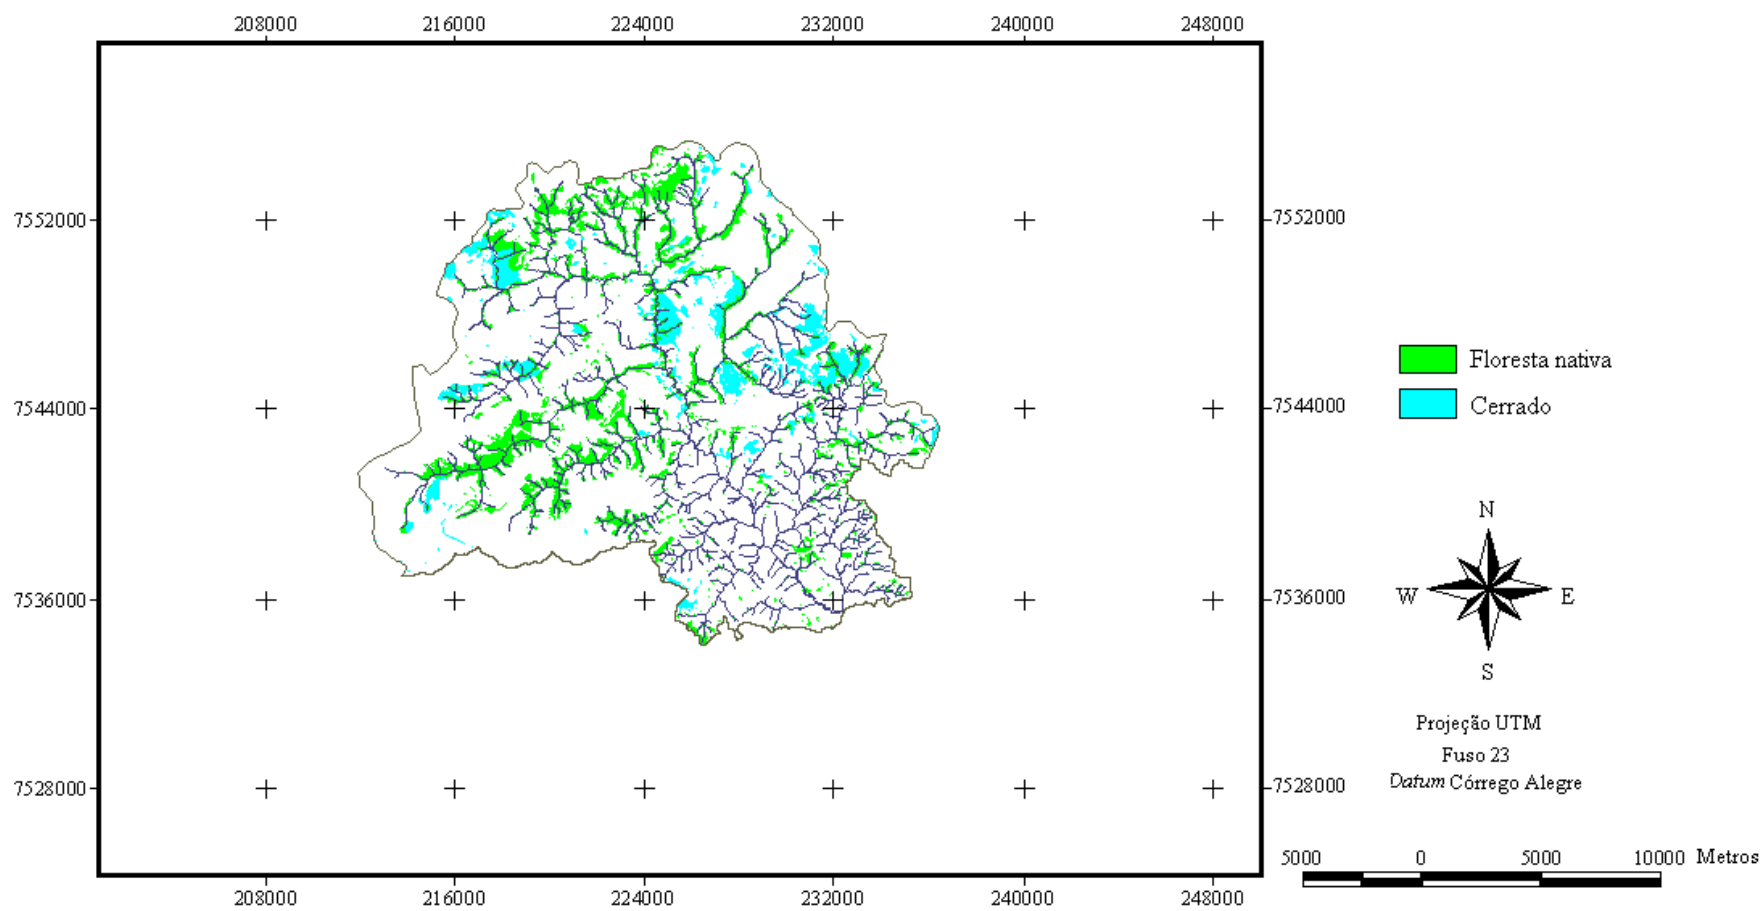 208000 216000 224000 232000 240000 248000
7552000 7552000
7544000 7544000
7536000 7536000
7528000 7528000
208000 216000 224000 232000 240000 248000
Floresta nativa
Cerrado
N
W E
S
Projeção UTM
Fuso 23
Datum Córrego Alegre
5000 0 5000 10000 Metros